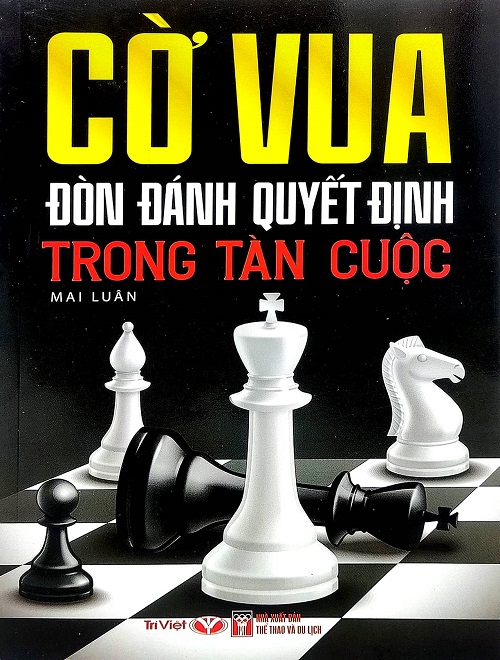 CỜ VUA
ĐÒN ĐÁNH QUYẾT ĐỊNH
TRONG TÀN CUỘC
MAI LUÂN
Trí Việt
NHÀ XUẤT BẢN
THỂ THAO VÀ DU LỊCH